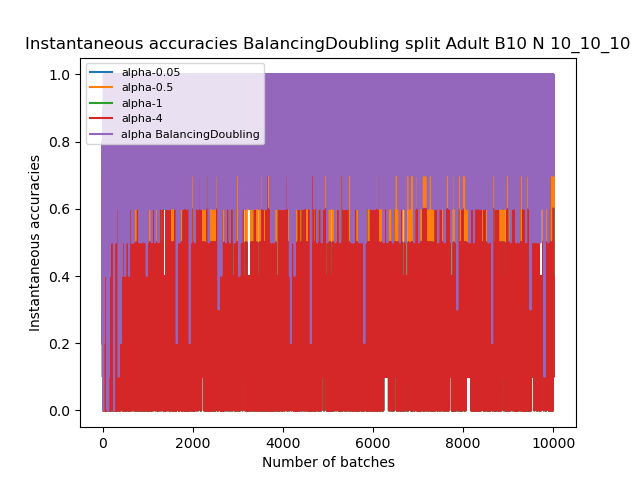 Instantaneous accuracies BalancingDoubling split Adult B10 N 10_10_10
alpha-0.05
alpha-0.5
alpha-1
alpha-4
alpha BalancingDoubling
1.0
0.8
0.6
0.4
0.2
0.0
Instantaneous accuracies
0 2000 4000 6000 8000 10000
Number of batches